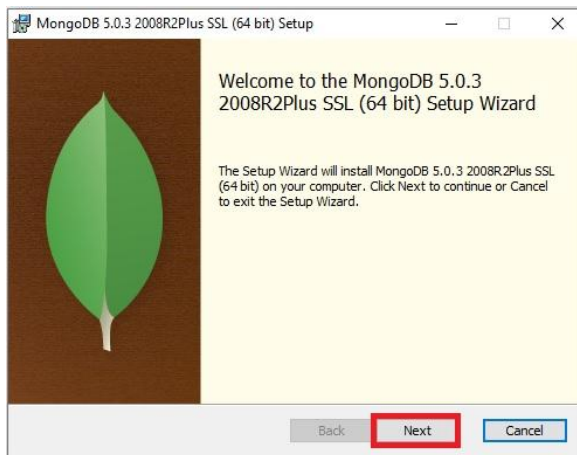 MongoDB 5.0.3 2008R2Plus SSL (64 bit) Setup
Welcome to the MongoDB 5.0.3
2008R2Plus SSL (64 bit) Setup Wizard
The Setup Wizard will install MongoDB 5.0.3 2008R2Plus SSL
(64 bit) on your computer. Click Next to continue or Cancel
to exit the Setup Wizard.
Back Next Cancel